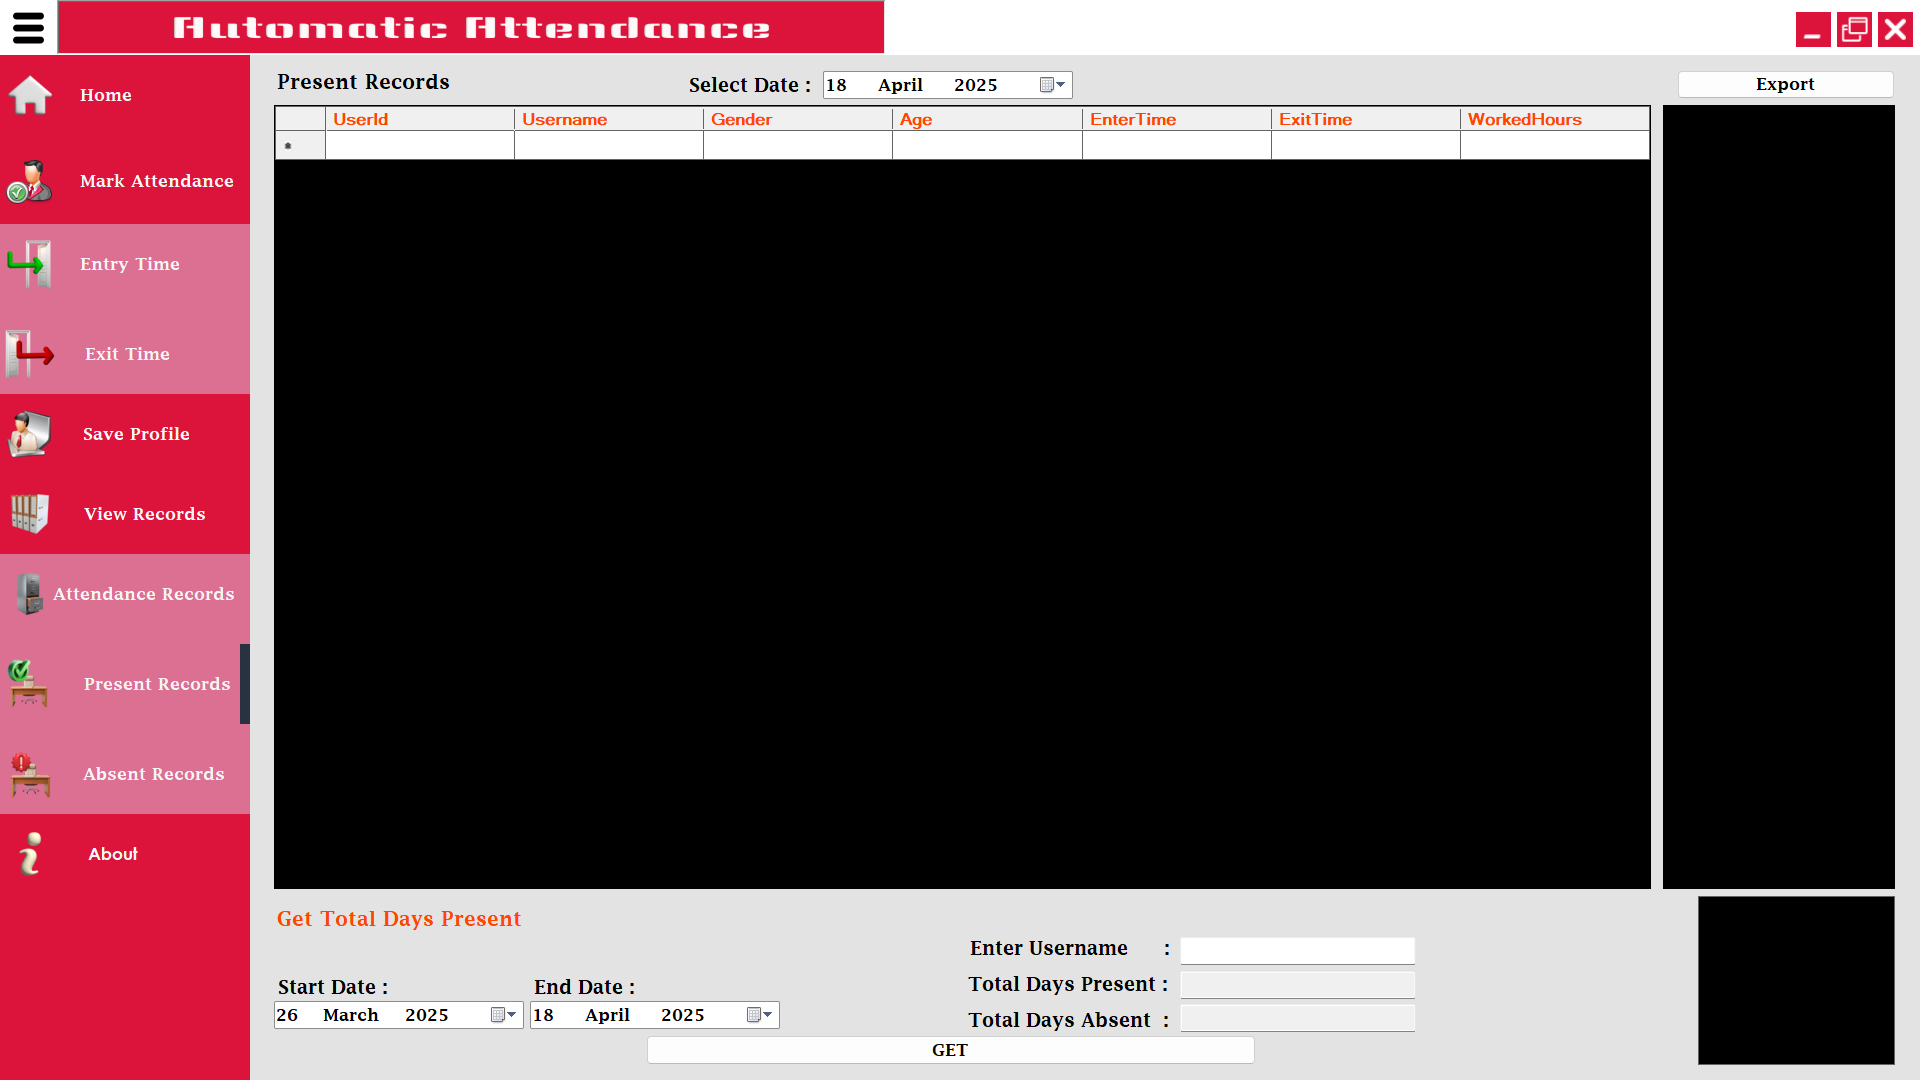 Automatic Attendance
Home
Mark Attendance
Entry Time
Exit Time
Save Profile
View Records
Attendance Records
Present Records
Absent Records
About
Present Records
Select Date : 18 April 2025
Export
UserId Username Gender Age EnterTime ExitTime WorkedHours
Get Total Days Present
Start Date : End Date :
26 March 2025 18 April 2025
Enter Username :
Total Days Present :
Total Days Absent :
GET